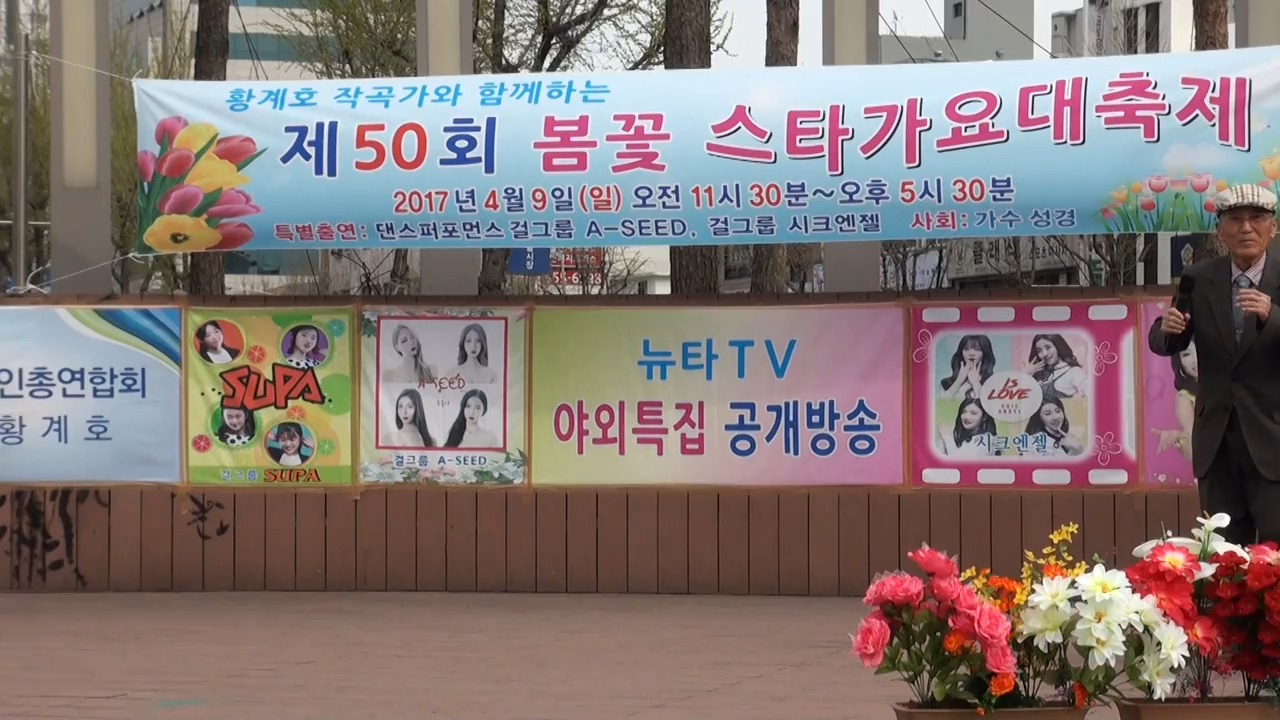 황계호 작곡가와 함께하는
제50회 봄꽃 스타가요대축제
2017년 4월 9일(일) 오전 11시 30분~오후 5시 30분
특별출연: 댄스퍼포먼스걸그룹 A-SEED, 걸그룹 시크엔젤 사회: 가수 성경
인총연합회
황 계 호
SUPA
걸그룹 SUPA
A-SEED
걸그룹 A-SEED
뉴타TV
야외특집 공개방송
IS
LOVE
CHIC
ANGEL
시크엔젤